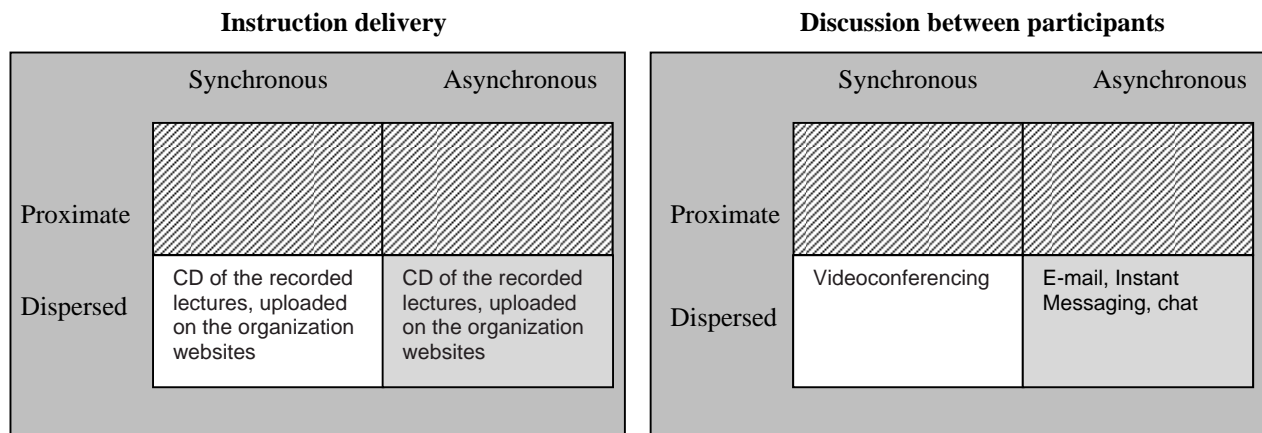 Instruction delivery
Synchronous Asynchronous
Proximate
Dispersed
CD of the recorded
lectures, uploaded
on the organization
websites
CD of the recorded
lectures, uploaded
on the organization
websites
Discussion between participants
Synchronous Asynchronous
Proximate
Dispersed
Videoconferencing
E-mail, Instant
Messaging, chat